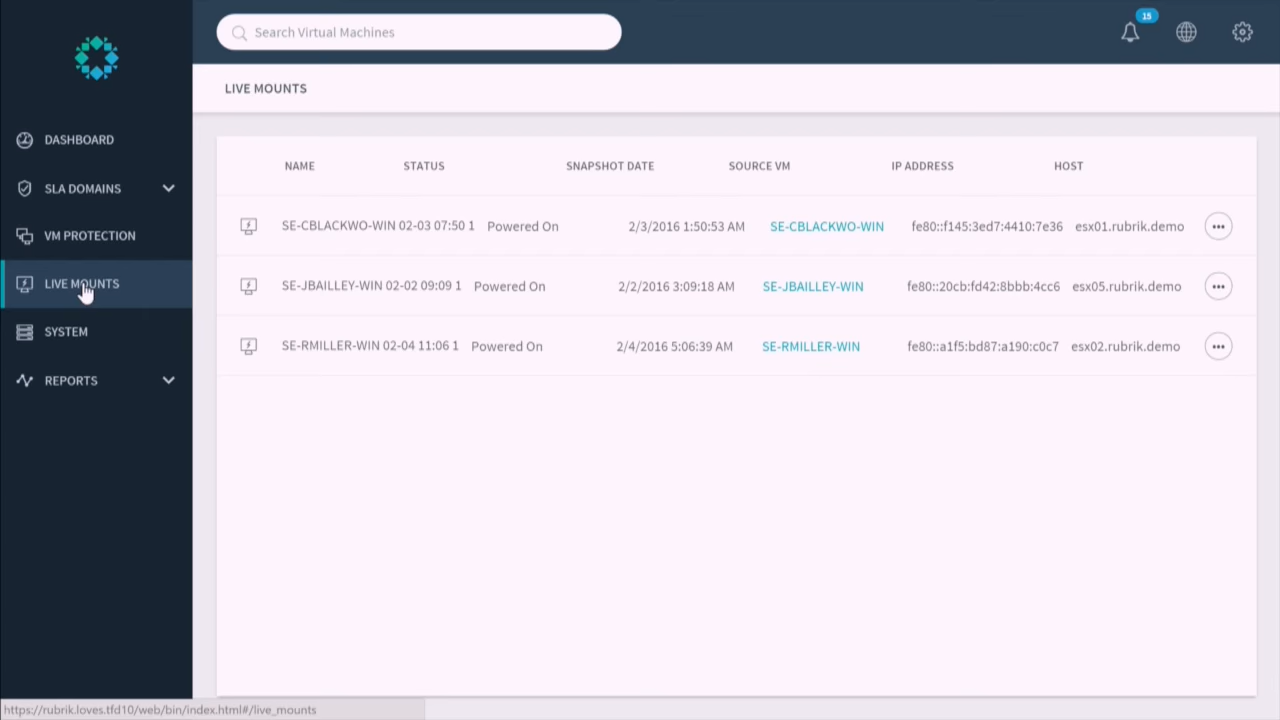 15
Search Virtual Machines
LIVE MOUNTS
DASHBOARD
SLA DOMAINS
VM PROTECTION
LIVE MOUNTS
SYSTEM
REPORTS
NAME STATUS SNAPSHOT DATE SOURCE VM IP ADDRESS HOST
SE-CBLACKWO-WIN 02-03 07:50 1 Powered On 2/3/2016 1:50:53 AM SE-CBLACKWO-WIN fe80::f145:3ed7:4410:7e36 esx01.rubrik.demo
SE-JBAILLEY-WIN 02-02 09:09 1 Powered On 2/2/2016 3:09:18 AM SE-JBAILLEY-WIN fe80::20cb:fd42:8bbb:4cc6 esx05.rubrik.demo
SE-RMILLER-WIN 02-04 11:06 1 Powered On 2/4/2016 5:06:39 AM SE-RMILLER-WIN fe80::a1f5:bd87:a190:c0c7 esx02.rubrik.demo
https://rubrik.loves.tfd10/web/bin/index.html#/live_mounts